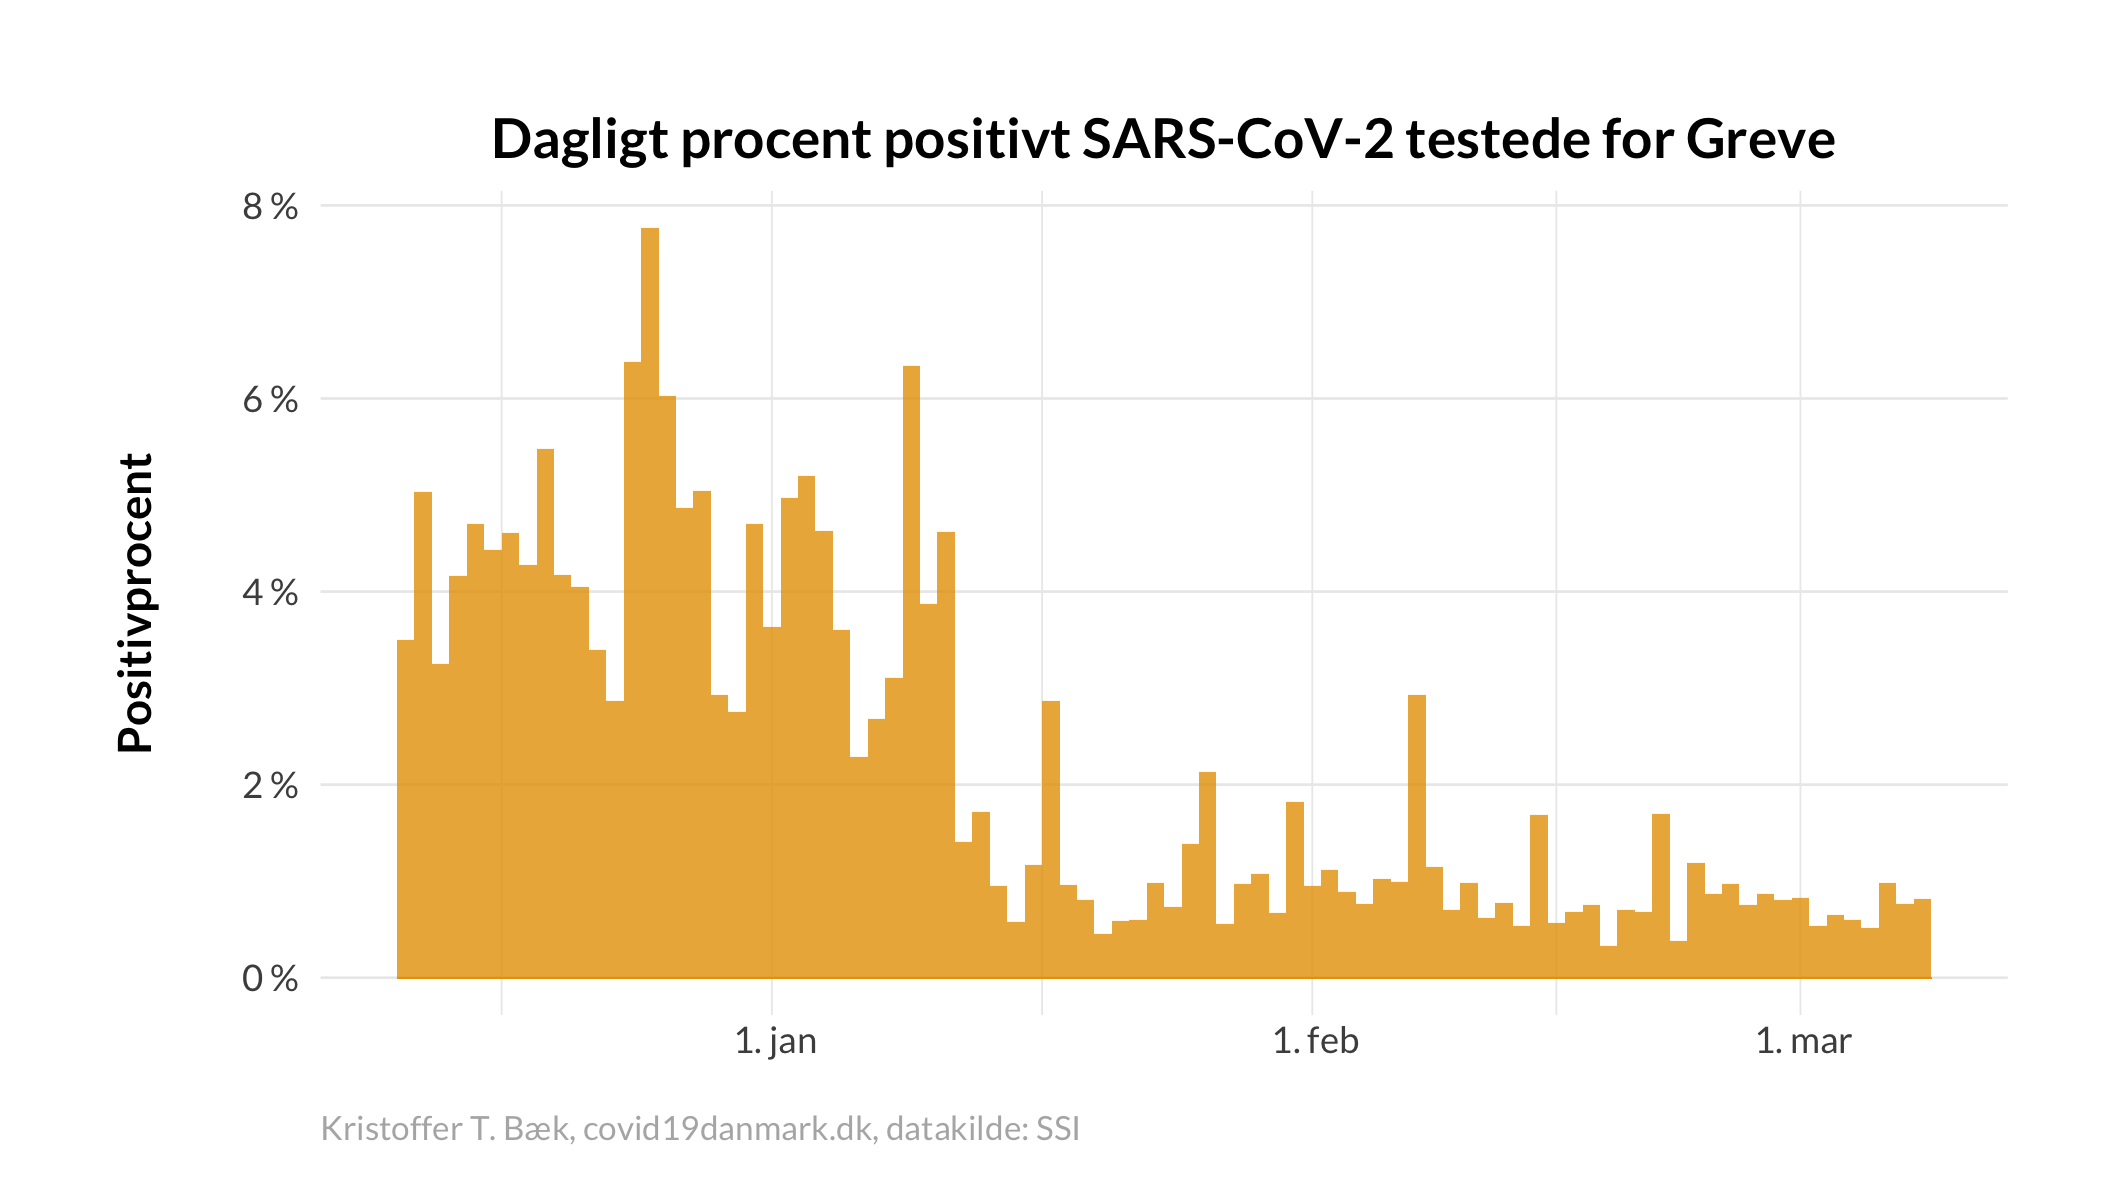 Dagligt procent positivt SARS-CoV-2 testede for Greve
Positivprocent
8 %
6 %
4 %
2 %
0 %
1. jan
1. feb
1. mar
Kristoffer T. Bæk, covid19danmark.dk, datakilde: SSI